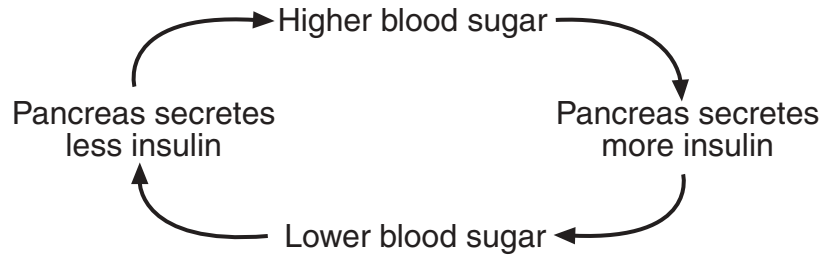 Higher blood sugar
Pancreas secretes
less insulin
Pancreas secretes
more insulin
Lower blood sugar